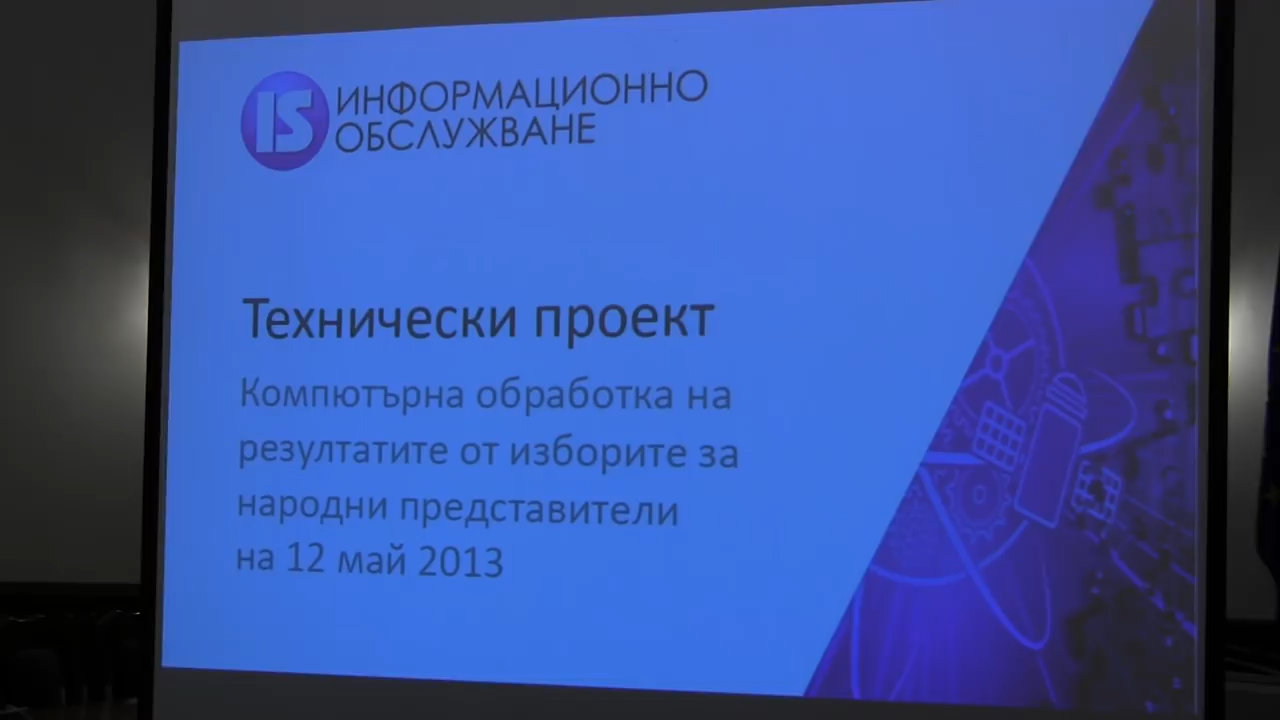 IS ИНФОРМАЦИОННО
ОБСЛУЖВАНЕ
Технически проект
Компютърна обработка на
резултатите от изборите за
народни представители
на 12 май 2013